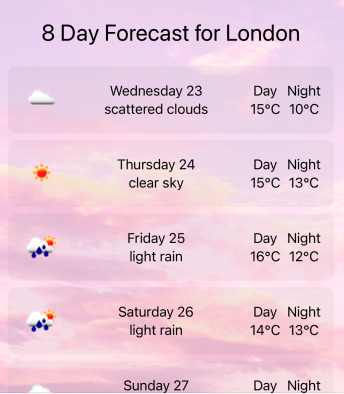 8 Day Forecast for London
Wednesday 23 Day Night
scattered clouds 15°C 10°C
Thursday 24 Day Night
clear sky 15°C 13°C
Friday 25 Day Night
light rain 16°C 12°C
Saturday 26 Day Night
light rain 14°C 13°C
Sunday 27 Day Night